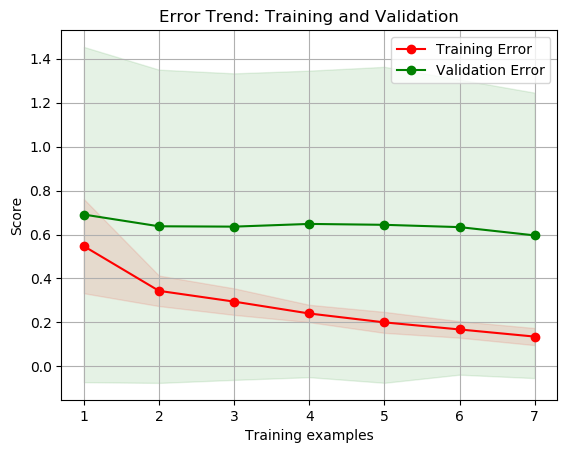 Error Trend: Training and Validation
Training Error
Validation Error
Score
1.4
1.2
1.0
0.8
0.6
0.4
0.2
0.0
1 2 3 4 5 6 7
Training examples